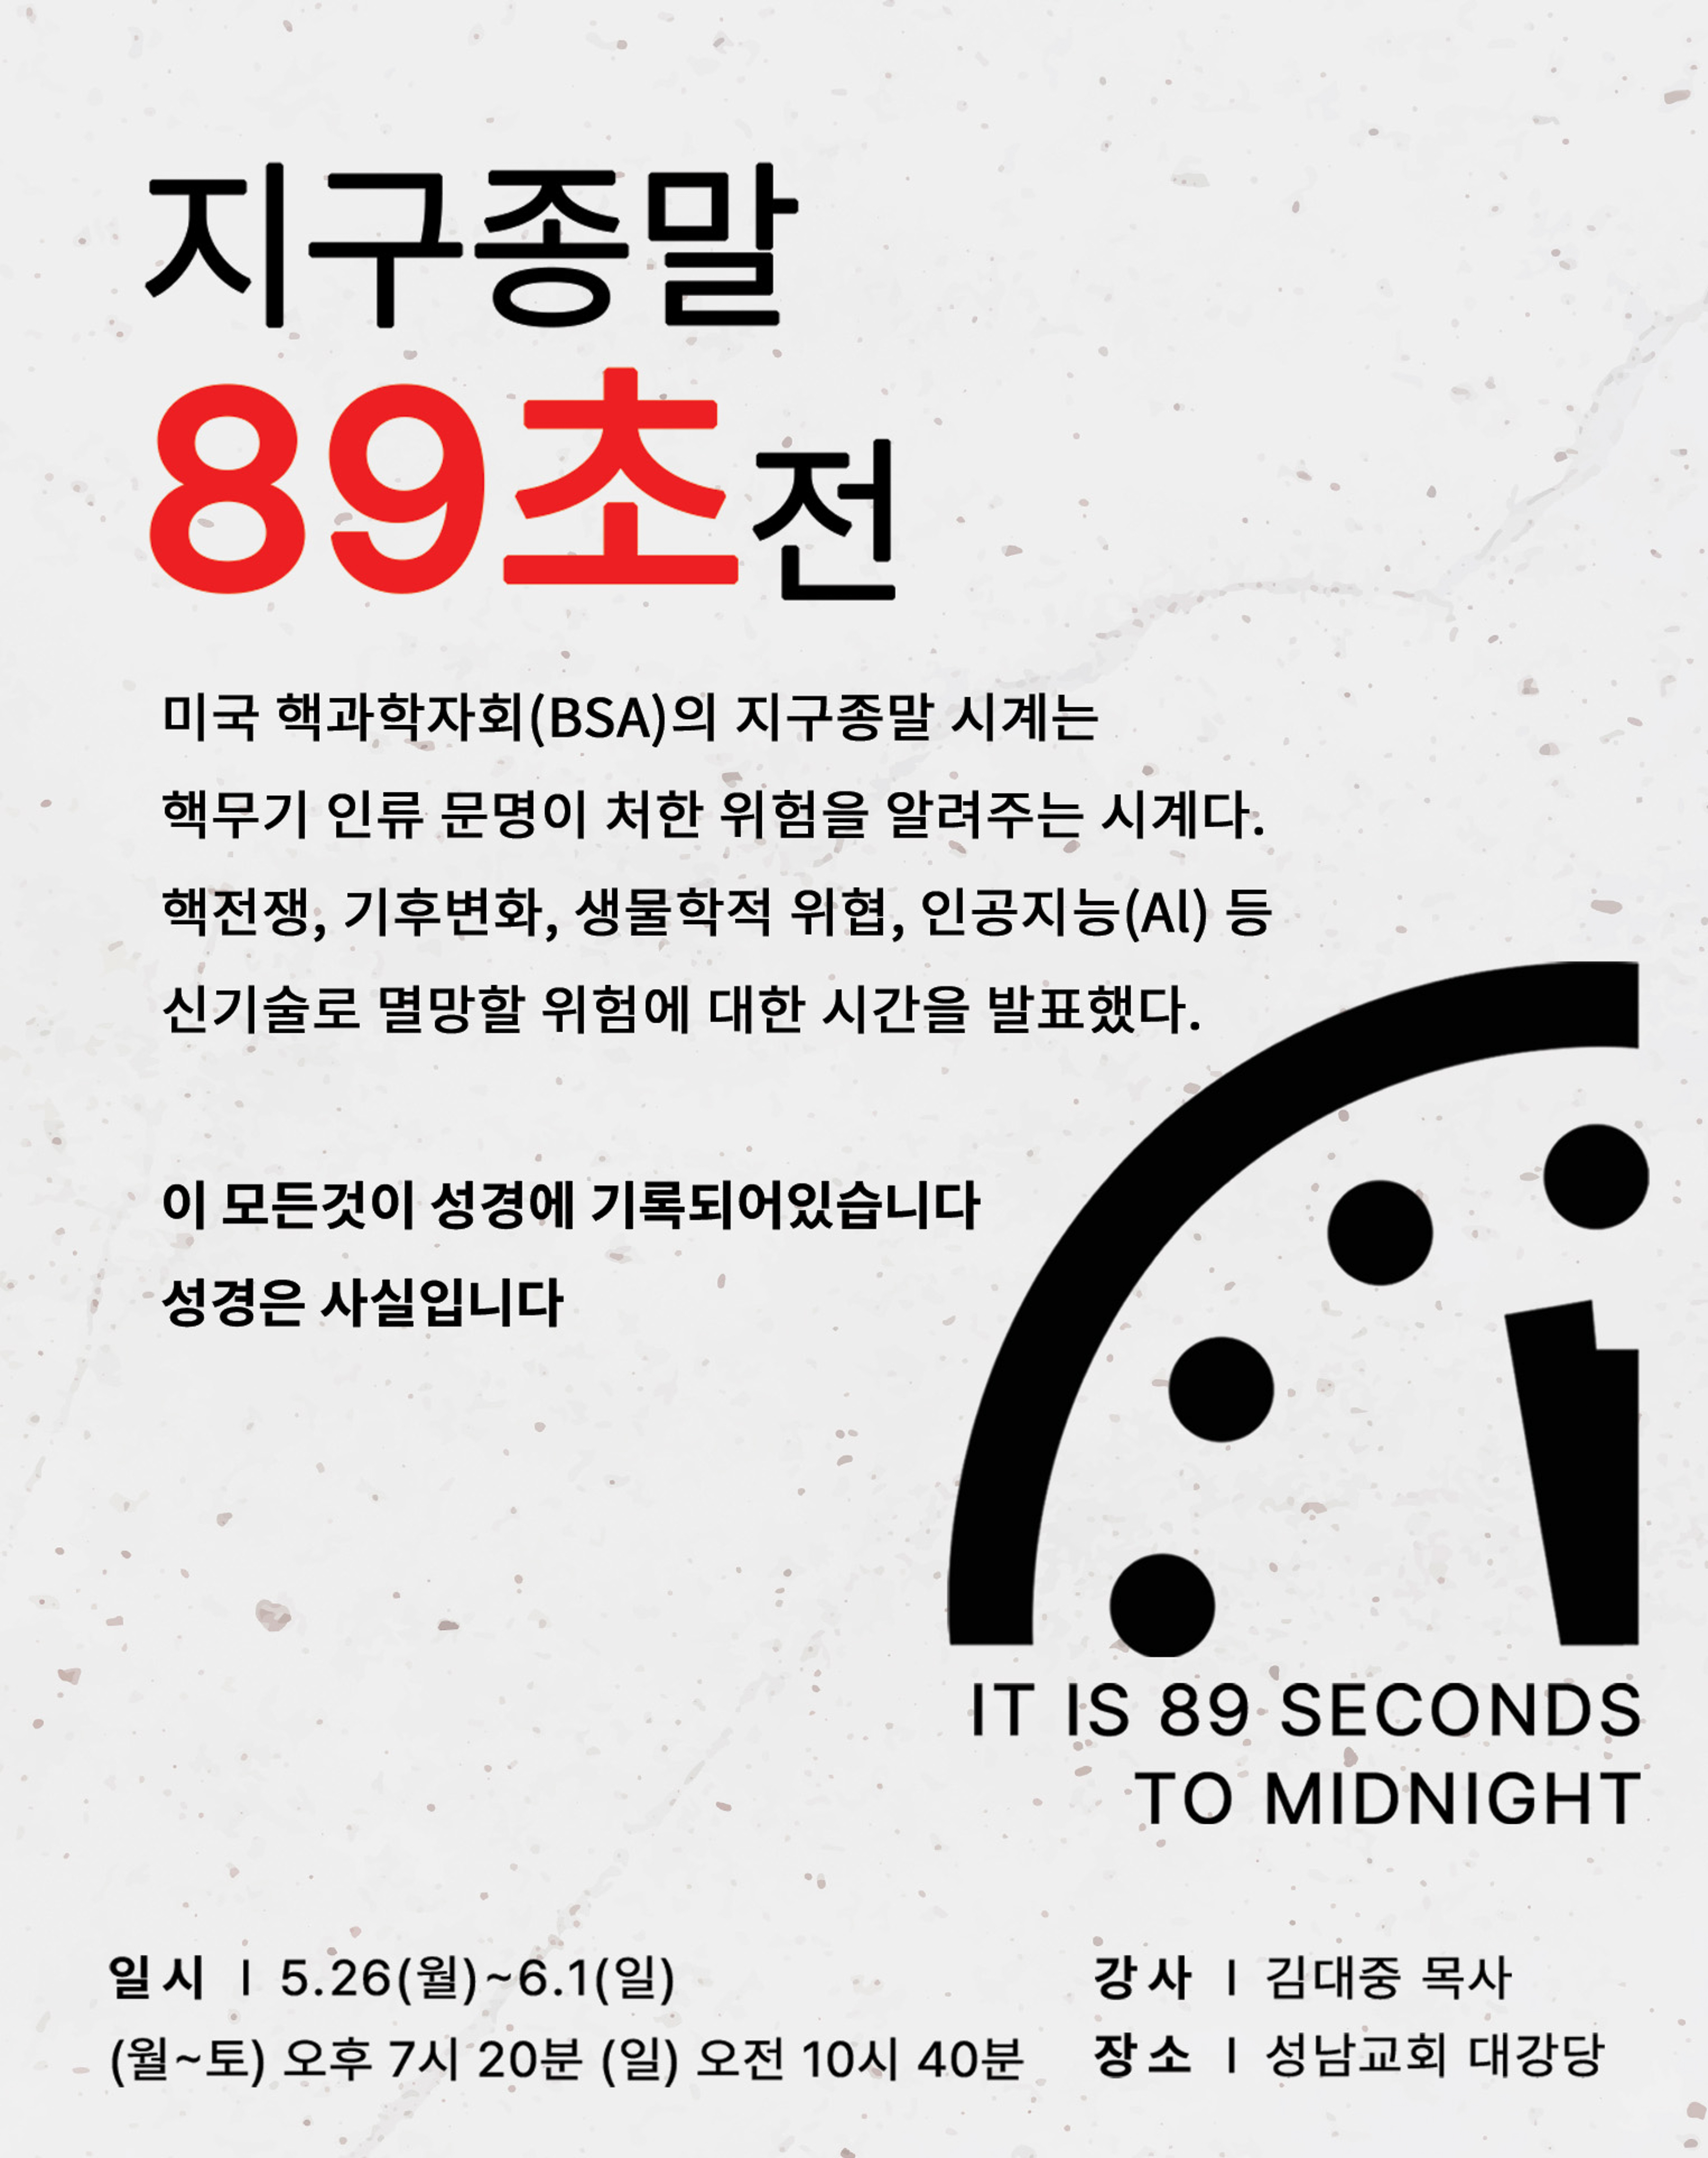 지구종말
89초전
미국 핵과학자회(BSA)의 지구종말 시계는
핵무기 인류 문명이 처한 위험을 알려주는 시계다.
핵전쟁, 기후변화, 생물학적 위협, 인공지능(Al) 등
신기술로 멸망할 위험에 대한 시간을 발표했다.
이 모든것이 성경에 기록되어있습니다
성경은 사실입니다
IT IS 89 SECONDS
TO MIDNIGHT
일시 l 5.26(월)~6.1(일)
(월~토) 오후 7시 20분 (일) 오전 10시 40분
강사 l 김대중 목사
장소 l 성남교회 대강당